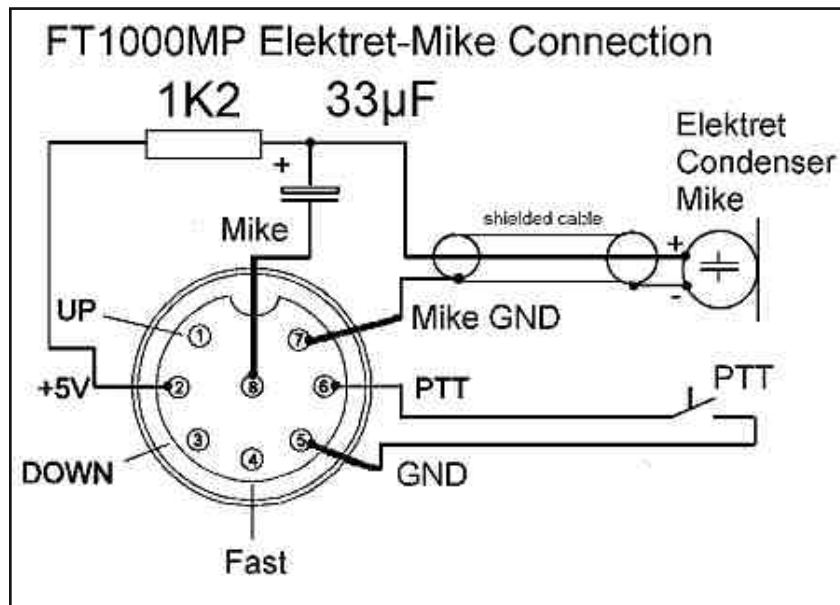 FT1000MP Elektret-Mike Connection
1K2
33µF
Elektret
Condenser
Mike
+
shielded cable
Mike
+
-
UP
1
7
Mike GND
+5V
2
8
6
PTT
PTT
3
5
DOWN
4
GND
Fast